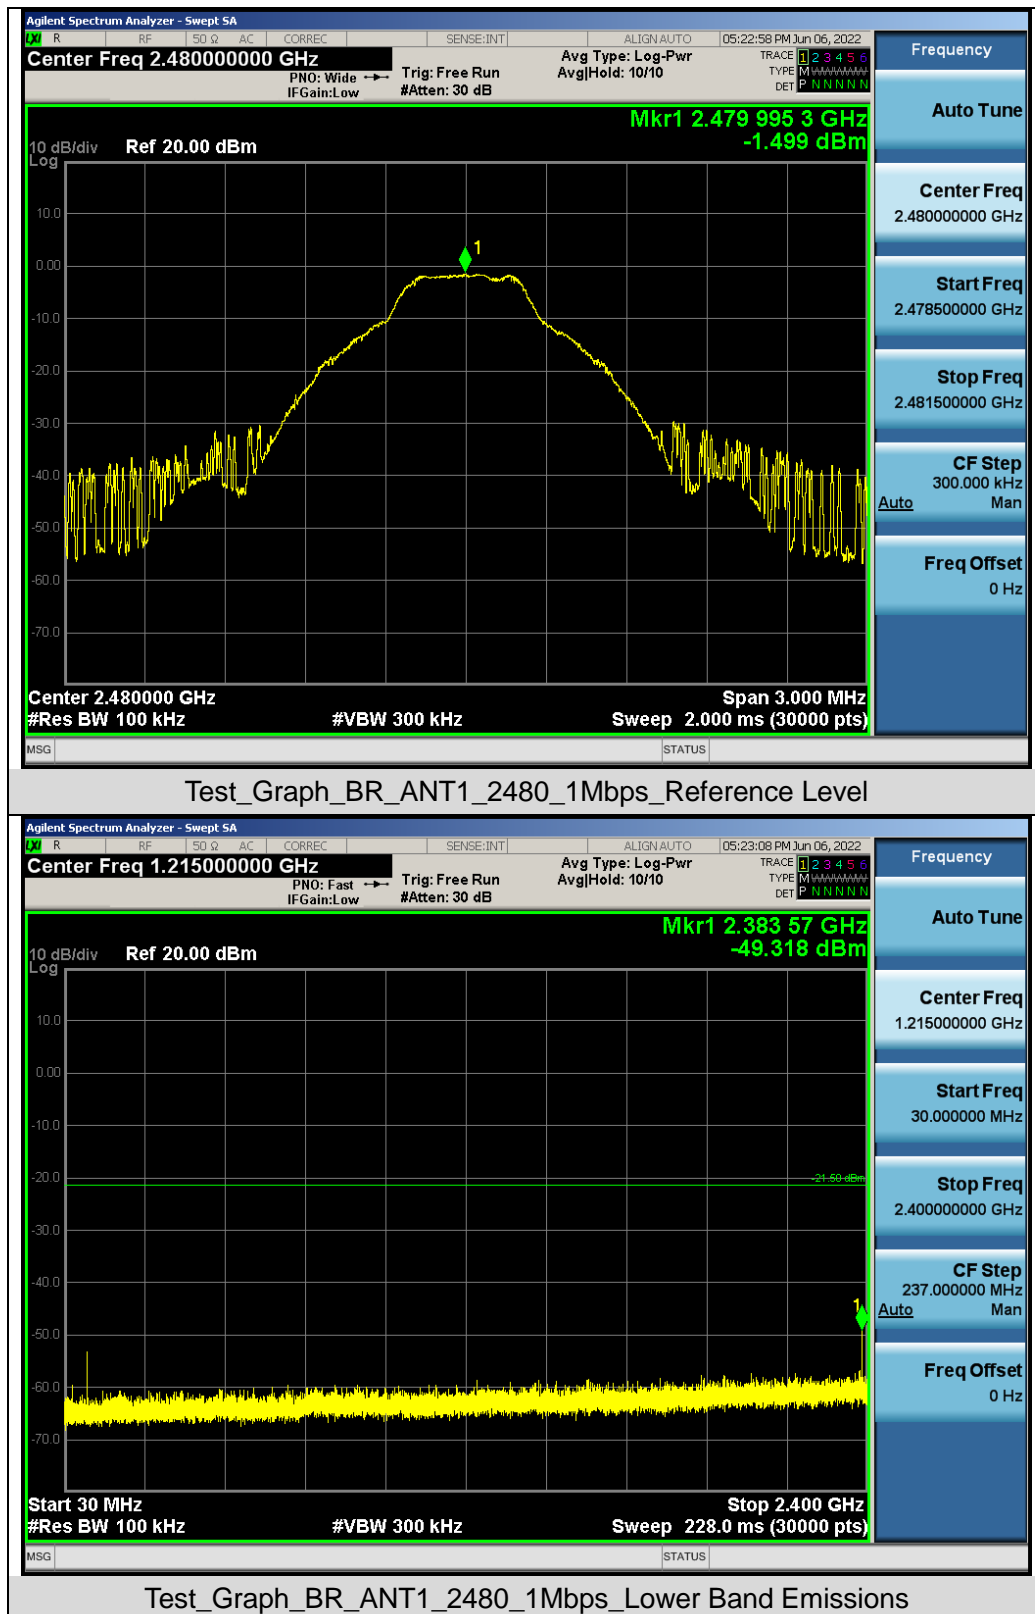 Agilent Spectrum Analyzer - Swept SA
LXI R RF 50 Ω AC CORREC SENSE:INT ALIGN AUTO 05:22:58 PM Jun 06, 2022
Center Freq 2.480000000 GHz
PNO: Wide
IFGain:Low
Trig: Free Run
#Atten: 30 dB
Avg Type: Log-Pwr
Avg|Hold: 10/10
TRACE 1 2 3 4 5 6
TYPE M WWWWW
DET P N N N N N
Mkr1 2.479 995 3 GHz
-1.499 dBm
10 dB/div Ref 20.00 dBm
Log
10.0
0.00
-10.0
-20.0
-30.0
-40.0
-50.0
-60.0
-70.0
1
Center 2.480000 GHz Span 3.000 MHz
#Res BW 100 kHz #VBW 300 kHz Sweep 2.000 ms (30000 pts)
MSG STATUS
Frequency
Auto Tune
Center Freq
2.480000000 GHz
Start Freq
2.478500000 GHz
Stop Freq
2.481500000 GHz
CF Step
300.000 kHz
Auto Man
Freq Offset
0 Hz
Test_Graph_BR_ANT1_2480_1Mbps_Reference Level
Agilent Spectrum Analyzer - Swept SA
LXI R RF 50 Ω AC CORREC SENSE:INT ALIGN AUTO 05:23:08 PM Jun 06, 2022
Center Freq 1.215000000 GHz
PNO: Fast
IFGain:Low
Trig: Free Run
#Atten: 30 dB
Avg Type: Log-Pwr
Avg|Hold: 10/10
TRACE 1 2 3 4 5 6
TYPE M WWWWW
DET P N N N N N
Mkr1 2.383 57 GHz
-49.318 dBm
10 dB/div Ref 20.00 dBm
Log
10.0
0.00
-10.0
-20.0
-30.0
-40.0
-50.0
-60.0
-70.0
-21.50 dBm
1
Start 30 MHz Stop 2.400 GHz
#Res BW 100 kHz #VBW 300 kHz Sweep 228.0 ms (30000 pts)
MSG STATUS
Frequency
Auto Tune
Center Freq
1.215000000 GHz
Start Freq
30.000000 MHz
Stop Freq
2.400000000 GHz
CF Step
237.000000 MHz
Auto Man
Freq Offset
0 Hz
Test_Graph_BR_ANT1_2480_1Mbps_Lower Band Emissions